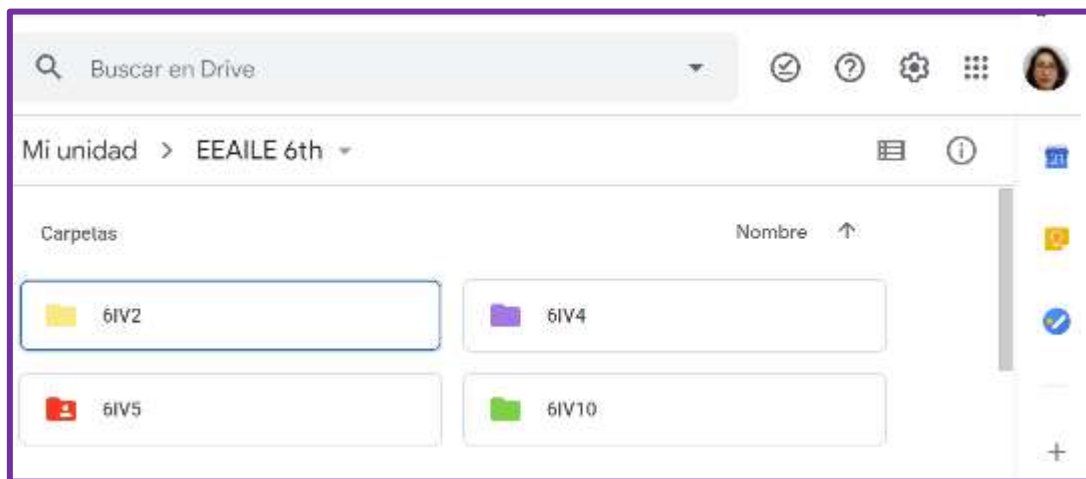 Buscar en Drive
Mi unidad > EEAILE 6th
Carpetas
Nombre
6IV2
6IV4
6IV5
6IV10